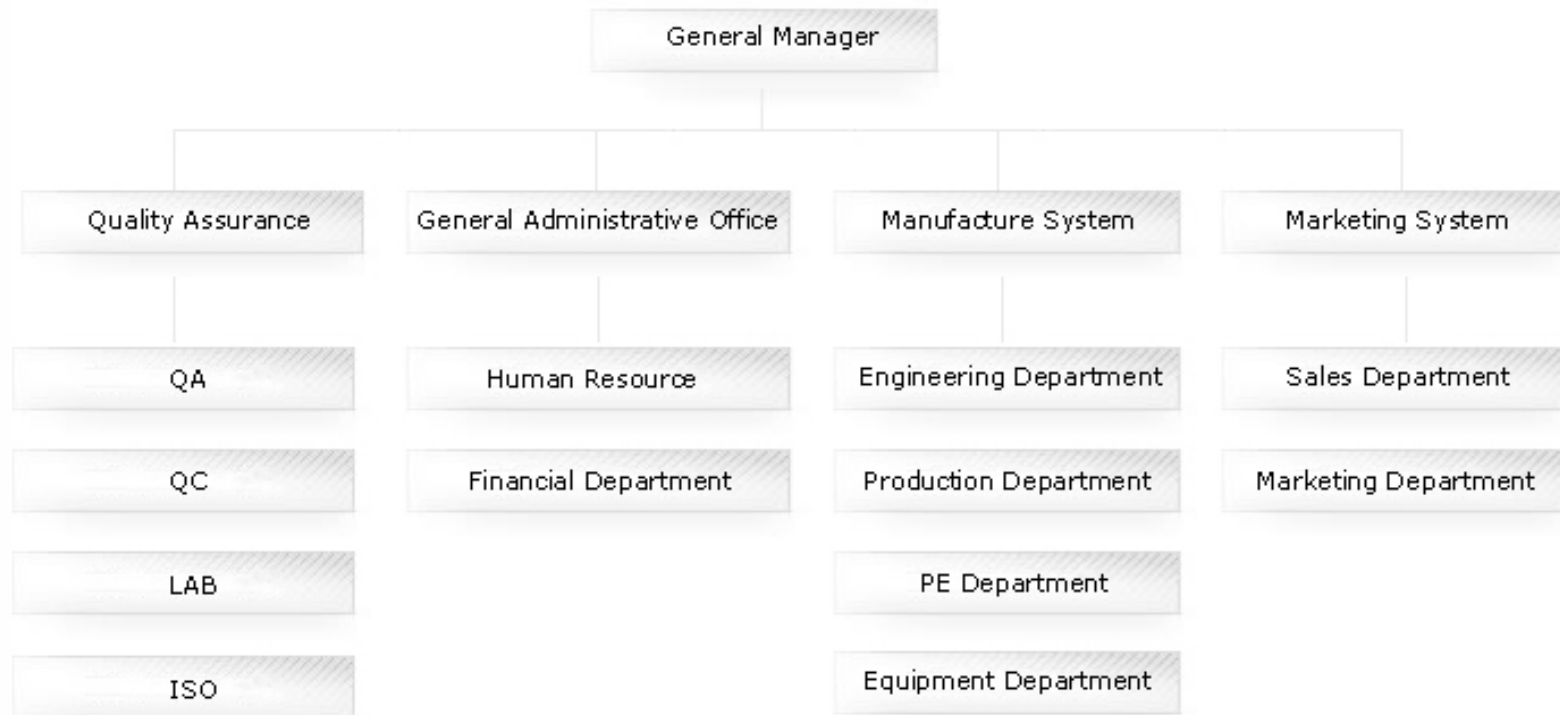 General Manager
Quality Assurance
General Administrative Office
Manufacture System
Marketing System
QA
Human Resource
Engineering Department
Sales Department
QC
Financial Department
Production Department
Marketing Department
LAB
PE Department
ISO
Equipment Department